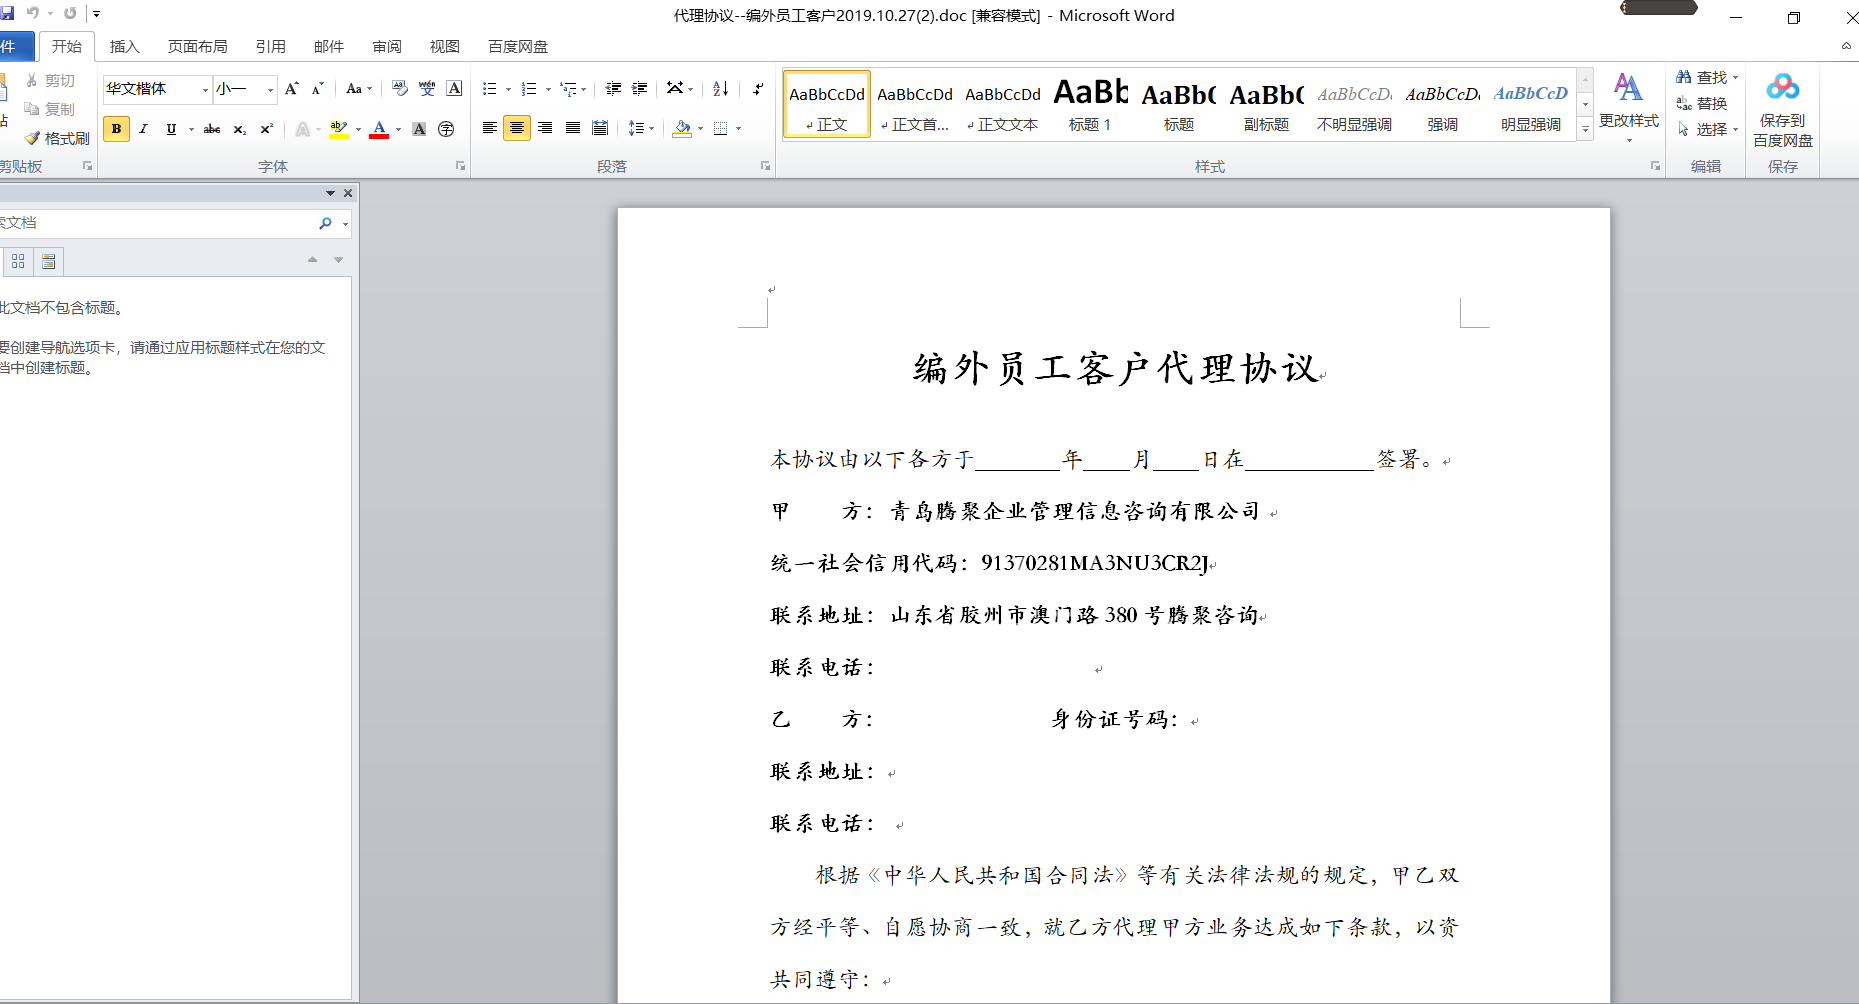 代理协议--编外员工客户2019.10.27(2).doc [兼容模式] - Microsoft Word
件 开始 插入 页面布局 引用 邮件 审阅 视图 百度网盘
剪切
复制
格式刷
剪贴板
华文楷体 小一
字体
段落
AaBbCcDd AaBbCcDd AaBbCcDd AaBb AaBbC AaBbC AaBbCcD AaBbCcD AaBbCcD
正文 正文首... 正文文本 标题 1 标题 副标题 不明显强调 强调 明显强调
更改样式
样式
查找
替换
选择
编辑
保存到
百度网盘
保存
索文档
此文档不包含标题。
要创建导航选项卡，请通过应用标题样式在您的文
档中创建标题。
编外员工客户代理协议
本协议由以下各方于________年____月____日在____________签署。
甲 方：青岛腾聚企业管理信息咨询有限公司
统一社会信用代码：91370281MA3NU3CR2J
联系地址：山东省胶州市澳门路 380 号腾聚咨询
联系电话：
乙 方： 身份证号码：
联系地址：
联系电话：
根据《中华人民共和国合同法》等有关法律法规的规定，甲乙双
方经平等、自愿协商一致，就乙方代理甲方业务达成如下条款，以资
共同遵守：